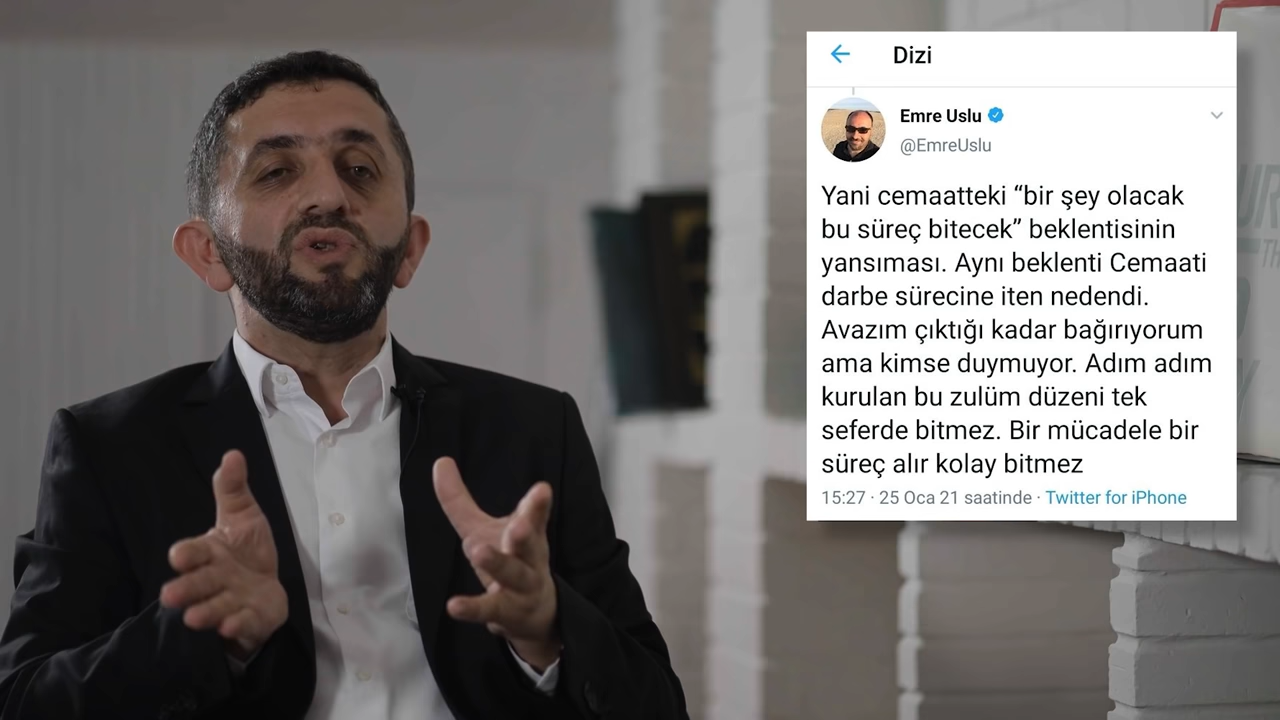 Dizi
Emre Uslu
@EmreUslu
Yani cemaatteki “bir şey olacak
bu süreç bitecek” beklentisinin
yansıması. Aynı beklenti Cemaati
darbe sürecine iten nedendi.
Avazım çıktığı kadar bağırıyorum
ama kimse duymuyor. Adım adım
kurulan bu zulüm düzeni tek
seferde bitmez. Bir mücadele bir
süreç alır kolay bitmez
15:27 · 25 Oca 21 saatinde · Twitter for iPhone